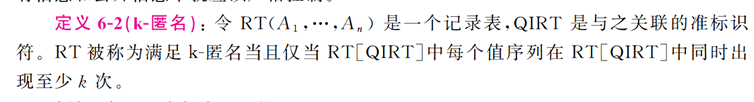 定义 6-2(k-匿名)：令 RT(A₁,…,Aₙ) 是一个记录表，QIRT 是与之关联的准标识
符。RT 被称为满足 k-匿名当且仅当 RT[QIRT]中每个值序列在 RT[QIRT]中同时出
现至少 k 次。